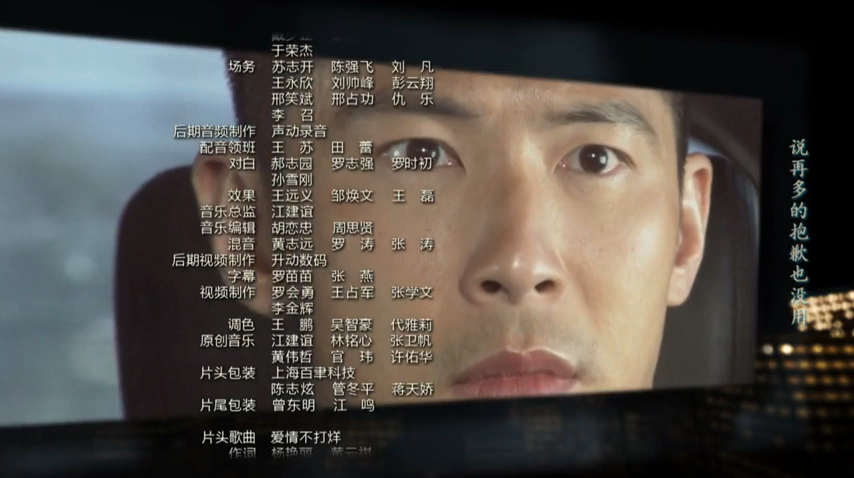 于荣杰
场务 苏志开 陈强飞 刘 凡
王永欣 刘帅峰 彭云翔
邢笑斌 邢占功 仇 乐
李 召
后期音频制作 声动录音
配音领班 王 苏 田 蕾
对白 郝志园 罗志强 罗时初
孙雪刚
效果 王远义 邹焕文 王 磊
音乐总监 江建谊
音乐编辑 胡恋忠 周思贤
混音 黄志远 罗 涛 张 涛
后期视频制作 升动数码
字幕 罗苗苗 张 燕
视频制作 罗会勇 王占军 张学文
李金辉
调色 王 鹏 吴智豪 代雅莉
原创音乐 江建谊 林铭心 张卫帆
黄伟哲 官 玮 许佑华
片头包装 上海百聿科技
陈志炫 管冬平 蒋天娇
片尾包装 曾东明 江 鸣
片头歌曲 爱情不打烊
作词
说再多的抱歉也没用